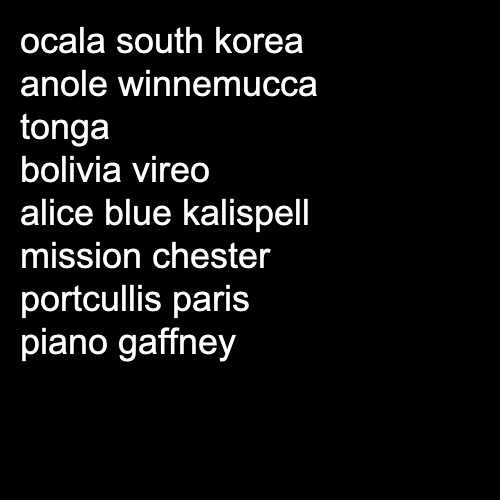 ocala south korea
anole winnemucca
tonga
bolivia vireo
alice blue kalispell
mission chester
portcullis paris
piano gaffney